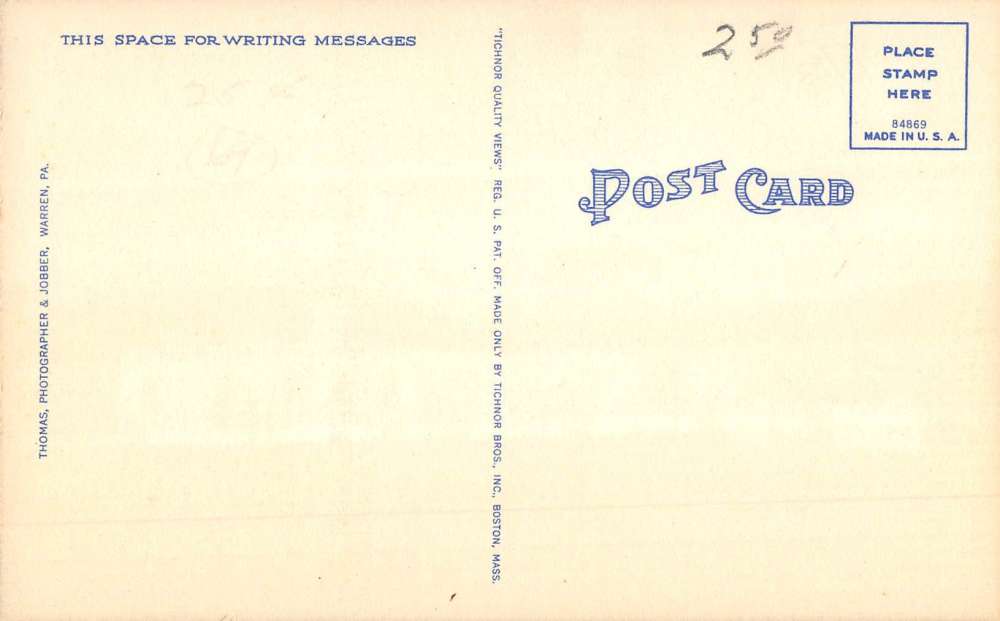 THIS SPACE FOR WRITING MESSAGES
THOMAS, PHOTOGRAPHER & JOBBER, WARREN, PA.
"TICHNOR QUALITY VIEWS" REG. U. S. PAT. OFF. MADE ONLY BY TICHNOR BROS., INC., BOSTON, MASS.
250
PLACE
STAMP
HERE
84869
MADE IN U. S. A.
POST CARD